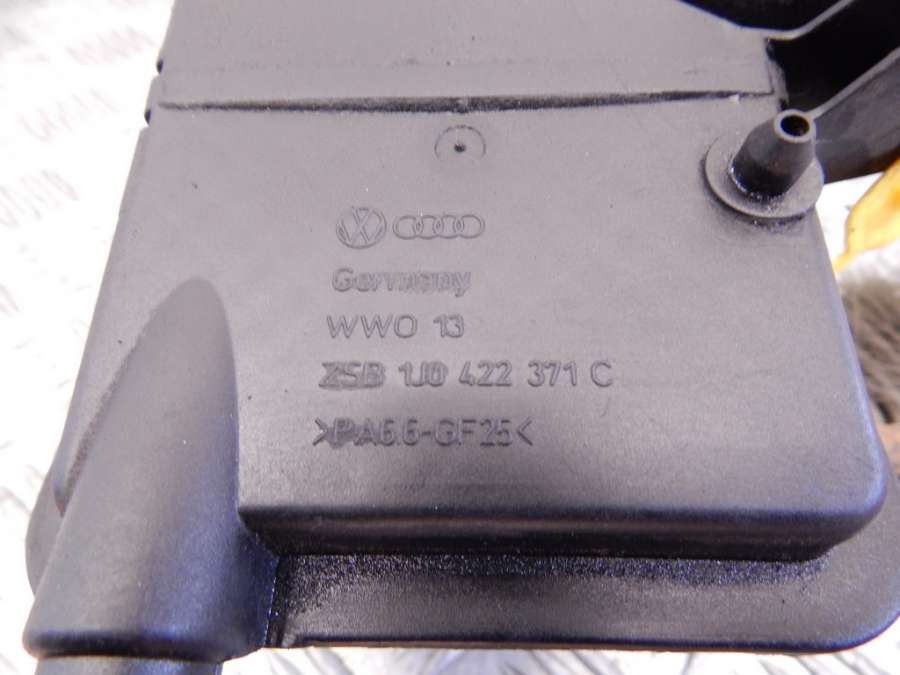 Germany
WWO 13
ZSB 1J0 422 371 C
>PA6.6-GF25<